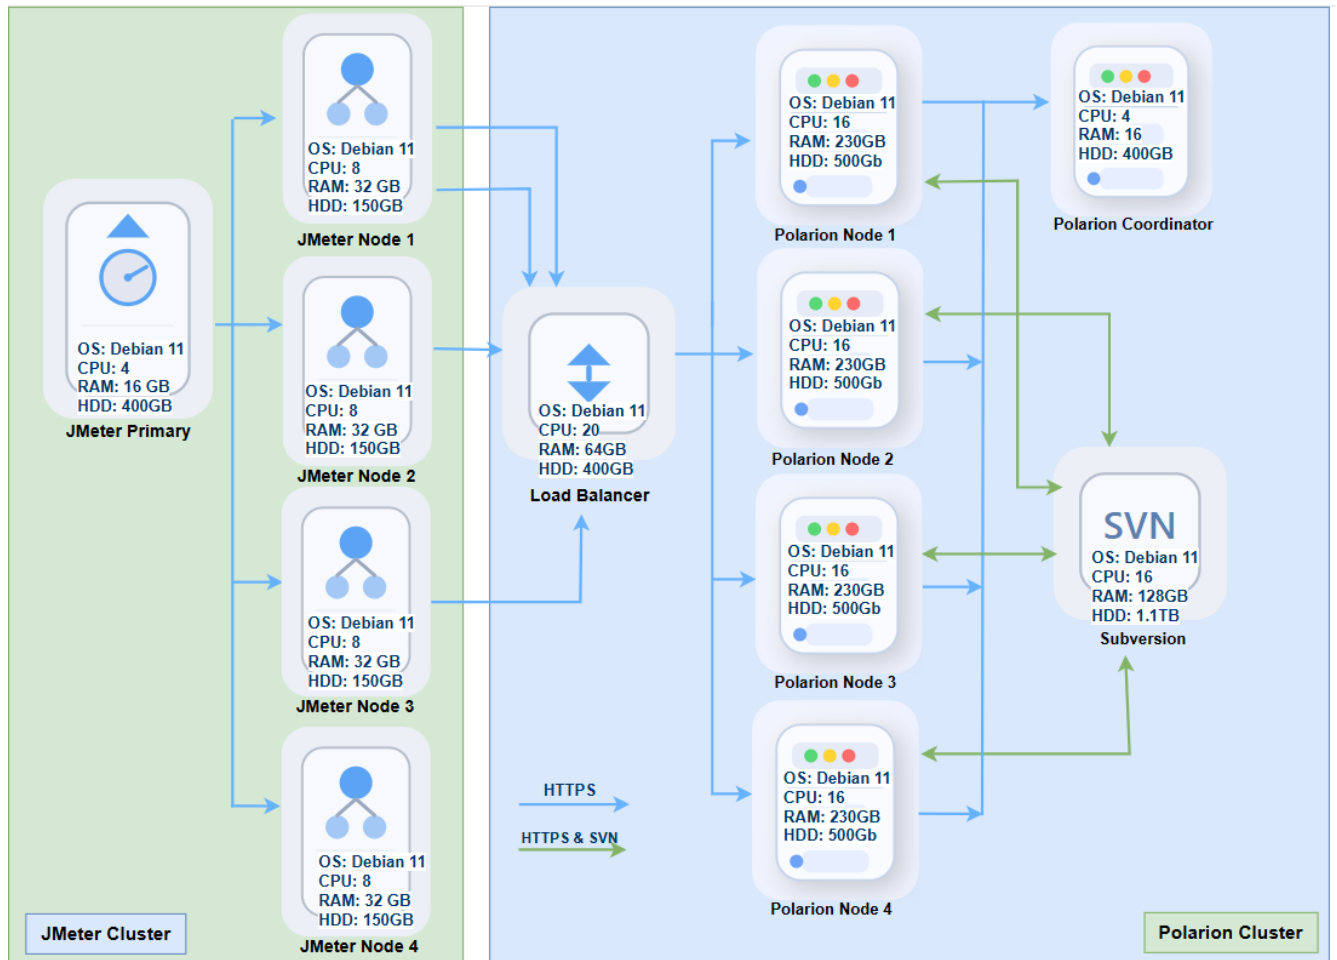 OS: Debian 11
CPU: 4
RAM: 16 GB
HDD: 400GB
JMeter Primary
OS: Debian 11
CPU: 8
RAM: 32 GB
HDD: 150GB
JMeter Node 1
OS: Debian 11
CPU: 8
RAM: 32 GB
HDD: 150GB
JMeter Node 2
OS: Debian 11
CPU: 8
RAM: 32 GB
HDD: 150GB
JMeter Node 3
OS: Debian 11
CPU: 8
RAM: 32 GB
HDD: 150GB
JMeter Node 4
JMeter Cluster
OS: Debian 11
CPU: 20
RAM: 64GB
HDD: 400GB
Load Balancer
HTTPS
HTTPS & SVN
OS: Debian 11
CPU: 16
RAM: 230GB
HDD: 500Gb
Polarion Node 1
OS: Debian 11
CPU: 16
RAM: 230GB
HDD: 500Gb
Polarion Node 2
OS: Debian 11
CPU: 16
RAM: 230GB
HDD: 500Gb
Polarion Node 3
OS: Debian 11
CPU: 16
RAM: 230GB
HDD: 500Gb
Polarion Node 4
OS: Debian 11
CPU: 4
RAM: 16
HDD: 400GB
Polarion Coordinator
SVN
OS: Debian 11
CPU: 16
RAM: 128GB
HDD: 1.1TB
Subversion
Polarion Cluster